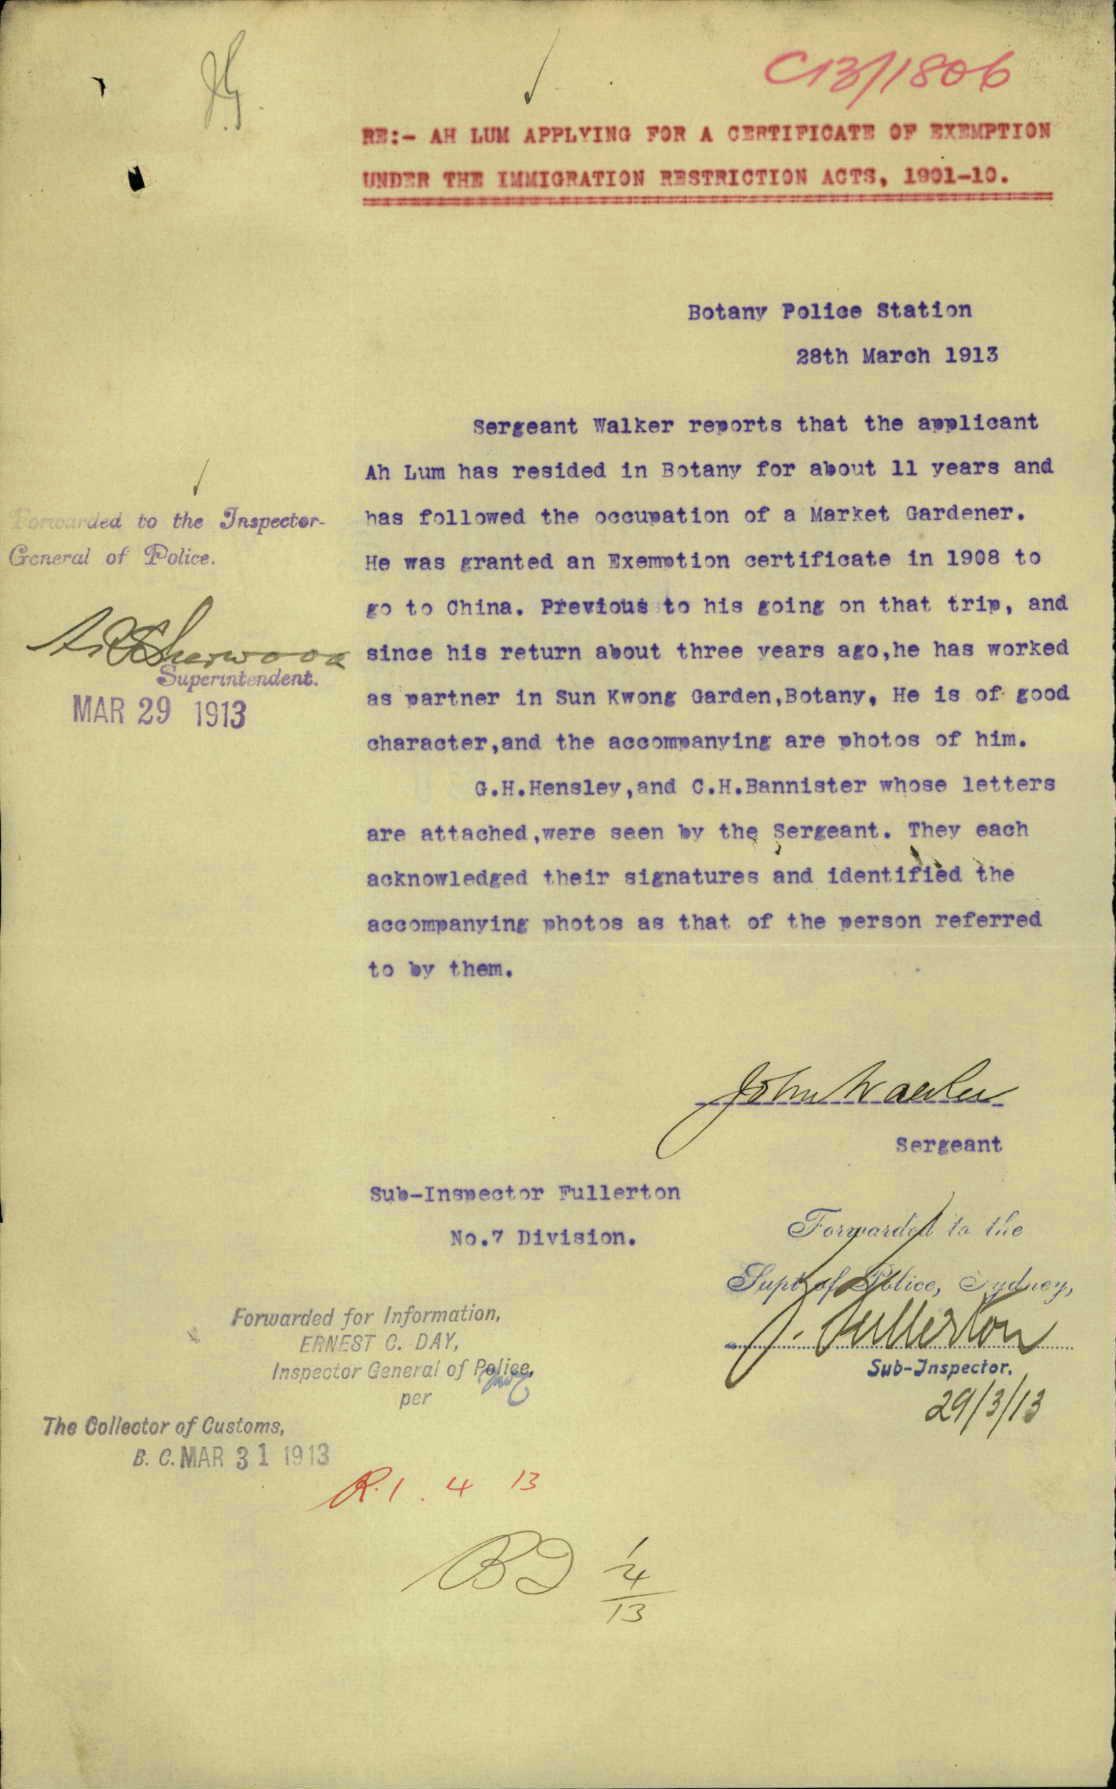 C13/1806
RE:- AH LUM APPLYING FOR A CERTIFICATE OF EXEMPTION
UNDER THE IMMIGRATION RESTRICTION ACTS, 1901-10.
Botany Police Station
28th March 1913
Sergeant Walker reports that the applicant
Ah Lum has resided in Botany for about 11 years and
has followed the occupation of a Market Gardener.
He was granted an Exemption certificate in 1908 to
go to China. Previous to his going on that trip, and
since his return about three years ago,he has worked
as partner in Sun Kwong Garden,Botany. He is of good
character,and the accompanying are photos of him.
G.H.Hensley,and C.H.Bannister whose letters
are attached,were seen by the Sergeant. They each
acknowledged their signatures and identified the
accompanying photos as that of the person referred
to by them.
Forwarded to the Inspector-
General of Police.
Sherwood
Superintendent.
MAR 29 1913
John Walker
Sergeant
Sub-Inspector Fullerton
No.7 Division.
Forwarded to the
Supt of Police, Sydney,
J. Fullerton
Sub-Inspector.
29/3/13
Forwarded for Information,
ERNEST C. DAY,
Inspector General of Police,
per
The Collector of Customs,
B. C. MAR 31 1913
R. 1. 4 13
BD 1/4/13